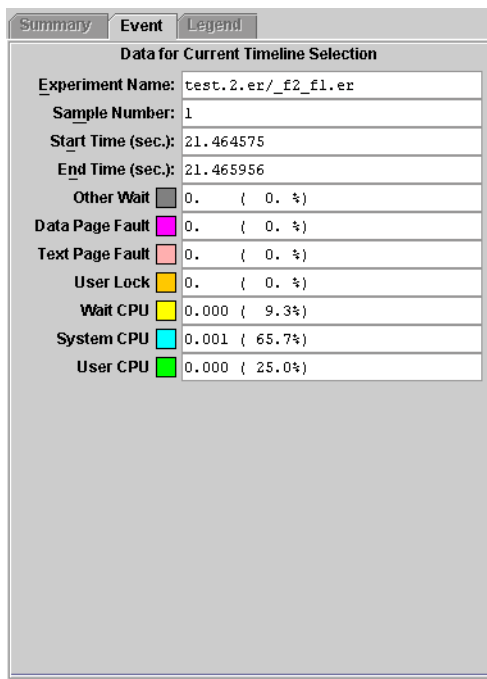 Summary Event Legend
Data for Current Timeline Selection
Experiment Name: test.2.er/_f2_f1.er
Sample Number: 1
Start Time (sec.): 21.464575
End Time (sec.): 21.465956
Other Wait 0. ( 0. %)
Data Page Fault 0. ( 0. %)
Text Page Fault 0. ( 0. %)
User Lock 0. ( 0. %)
Wait CPU 0.000 ( 9.3%)
System CPU 0.001 ( 65.7%)
User CPU 0.000 ( 25.0%)